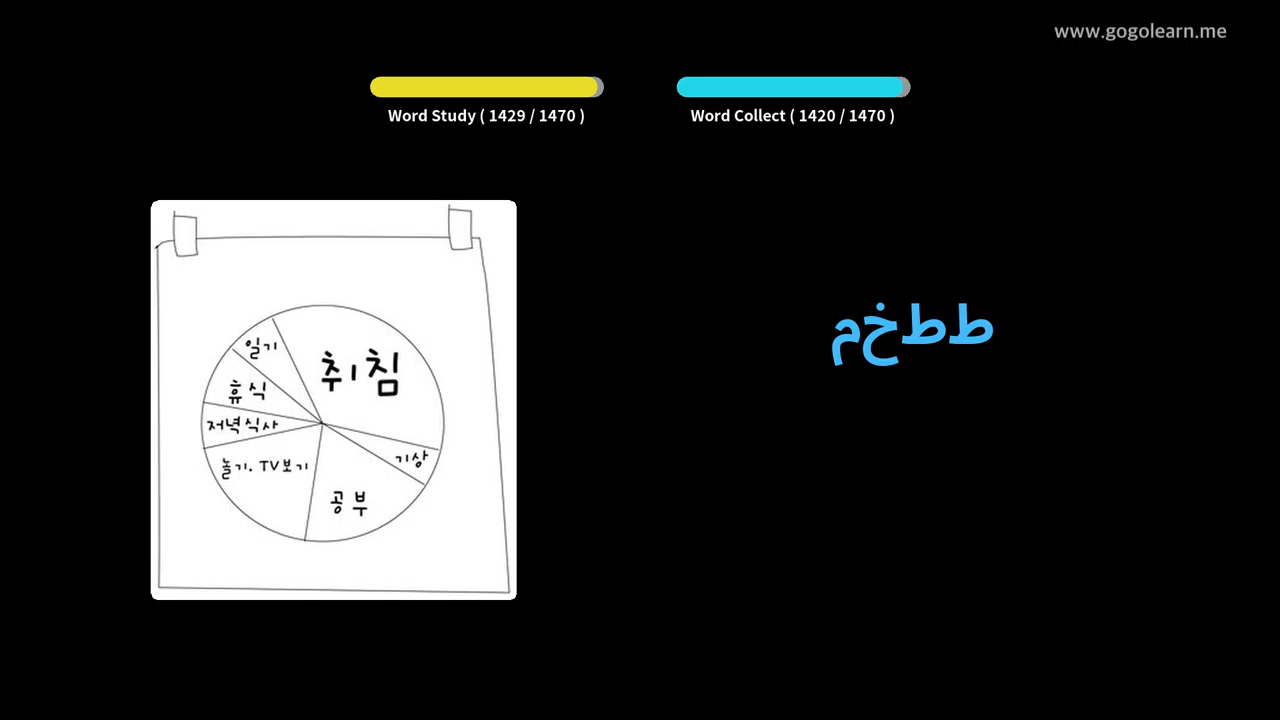 www.gogolearn.me
Word Study ( 1429 / 1470 )
Word Collect ( 1420 / 1470 )
일기
취침
휴식
저녁식사
놀기. TV보기
기상
공부
ططخم